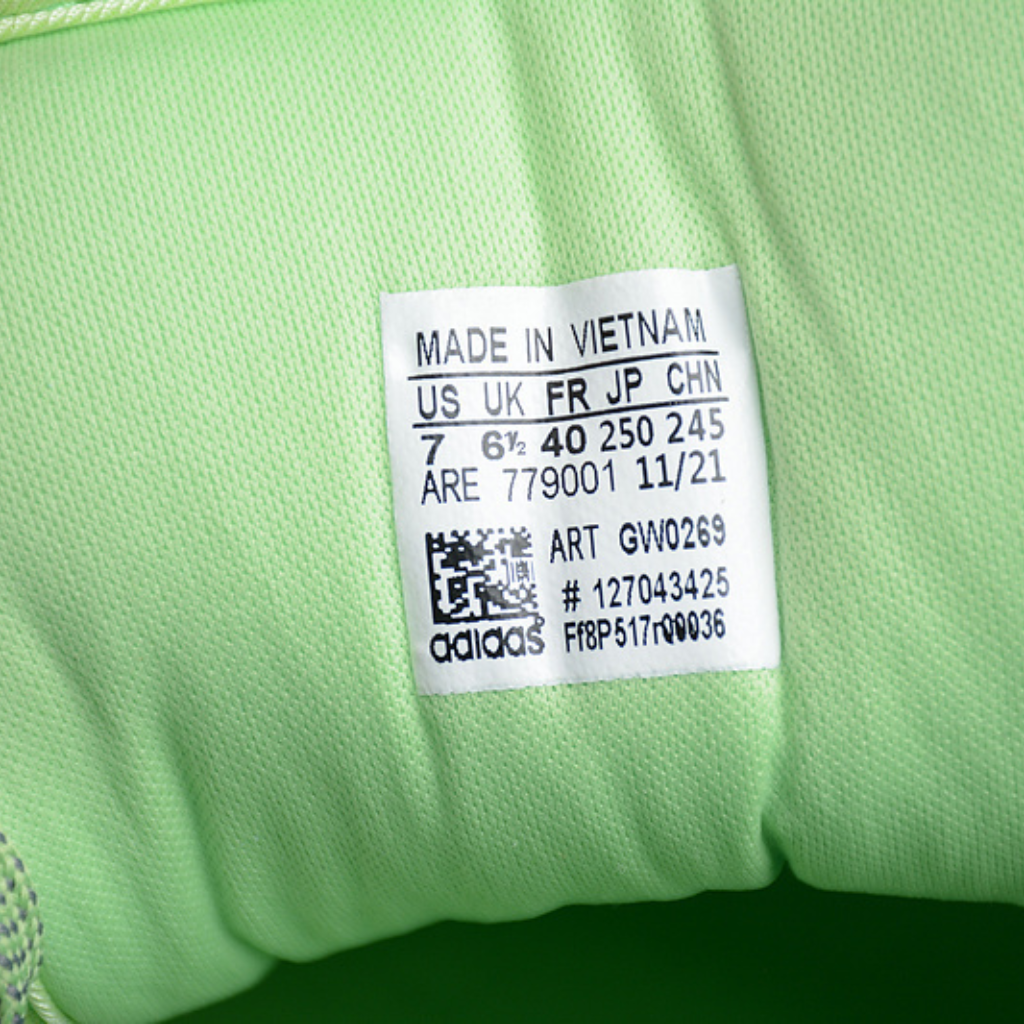 MADE IN VIETNAM
US UK FR JP CHN
7 6½ 40 250 245
ARE 779001 11/21
ART GW0269
# 127043425
adidas Ff8P517r00036